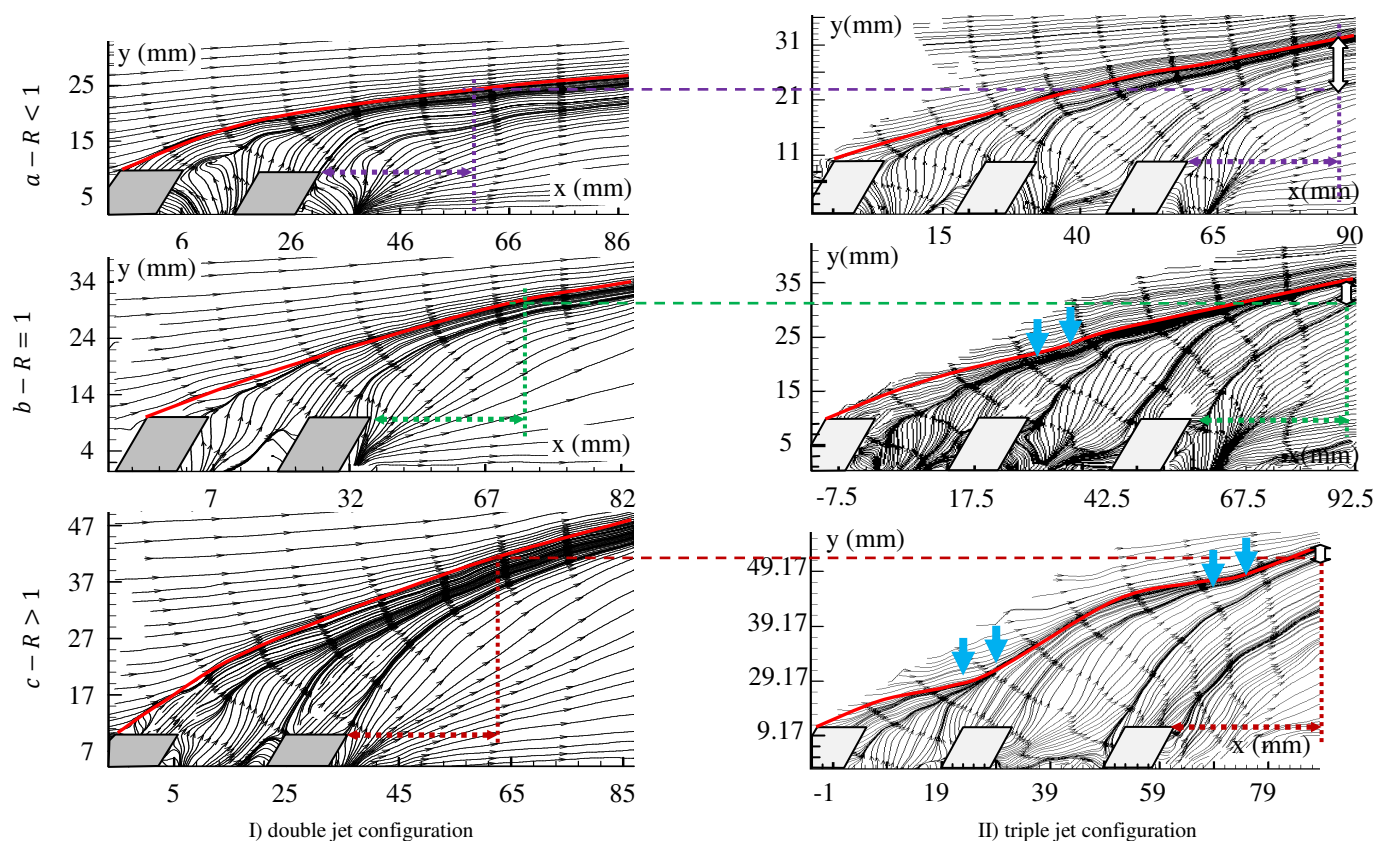 y (mm)
25
15
5
x (mm)
6 26 46 66 86
a − R < 1
y(mm)
31
21
11
x(mm)
15 40 65 90
y (mm)
34
24
14
4
x (mm)
7 32 67 82
b − R = 1
y(mm)
35
25
15
5
x(mm)
-7.5 17.5 42.5 67.5 92.5
47
37
27
17
7
5 25 45 65 85
c − R > 1
y (mm)
49.17
39.17
29.17
9.17
x (mm)
-1 19 39 59 79
I) double jet configuration
II) triple jet configuration